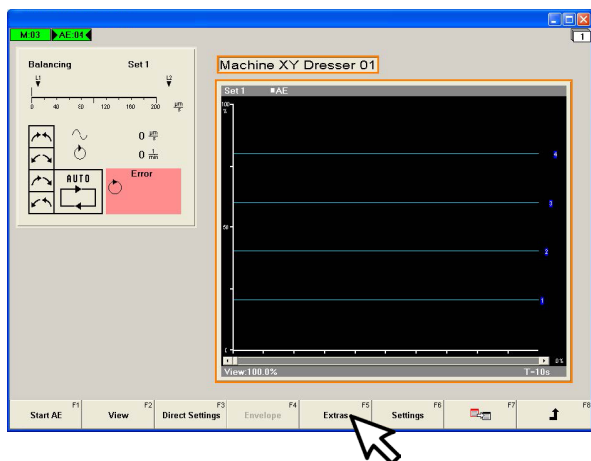 M:03 AE:04
1
Balancing Set 1
L1 L2
0 40 80 120 160 200 µm/s
0 µm/s
0 1/min
AUTO
Error
Machine XY Dresser 01
Set 1 AE
100
%
4
3
50
2
1
0
0%
View:100.0% T=10s
F1 F2 F3 F4 F5 F6 F7 F8
Start AE View Direct Settings Envelope Extras Settings